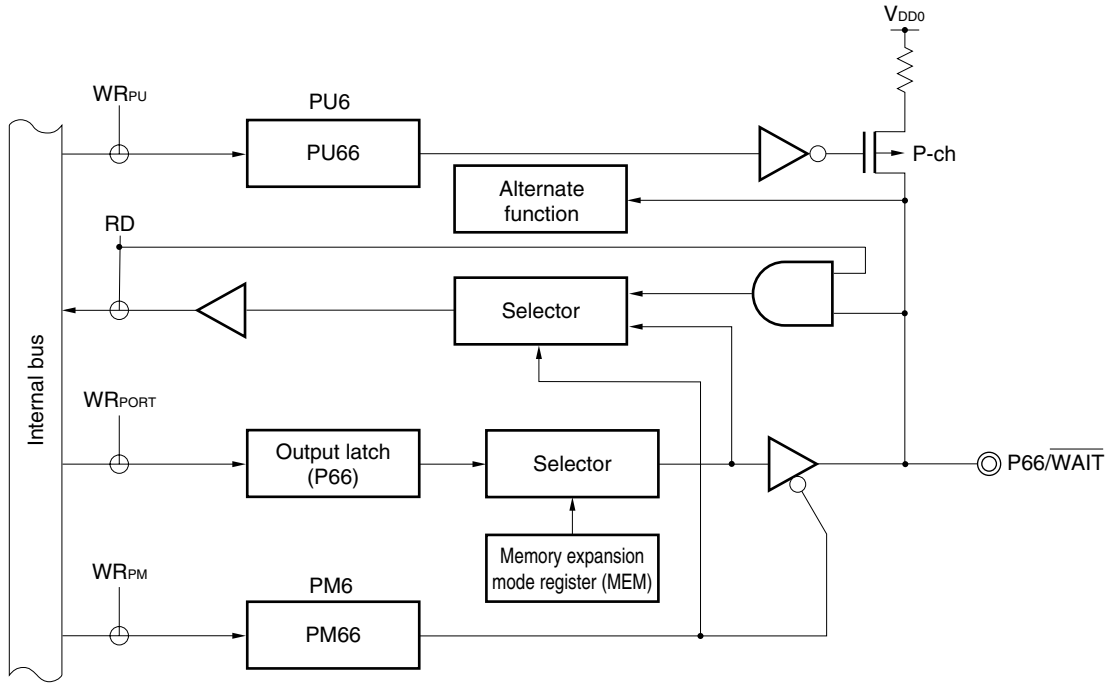 VDD0
WRPU
PU6
PU66
P-ch
Alternate
function
RD
Selector
Internal bus
WRPORT
Output latch
(P66)
Selector
P66/WAIT
Memory expansion
mode register (MEM)
WRPM
PM6
PM66